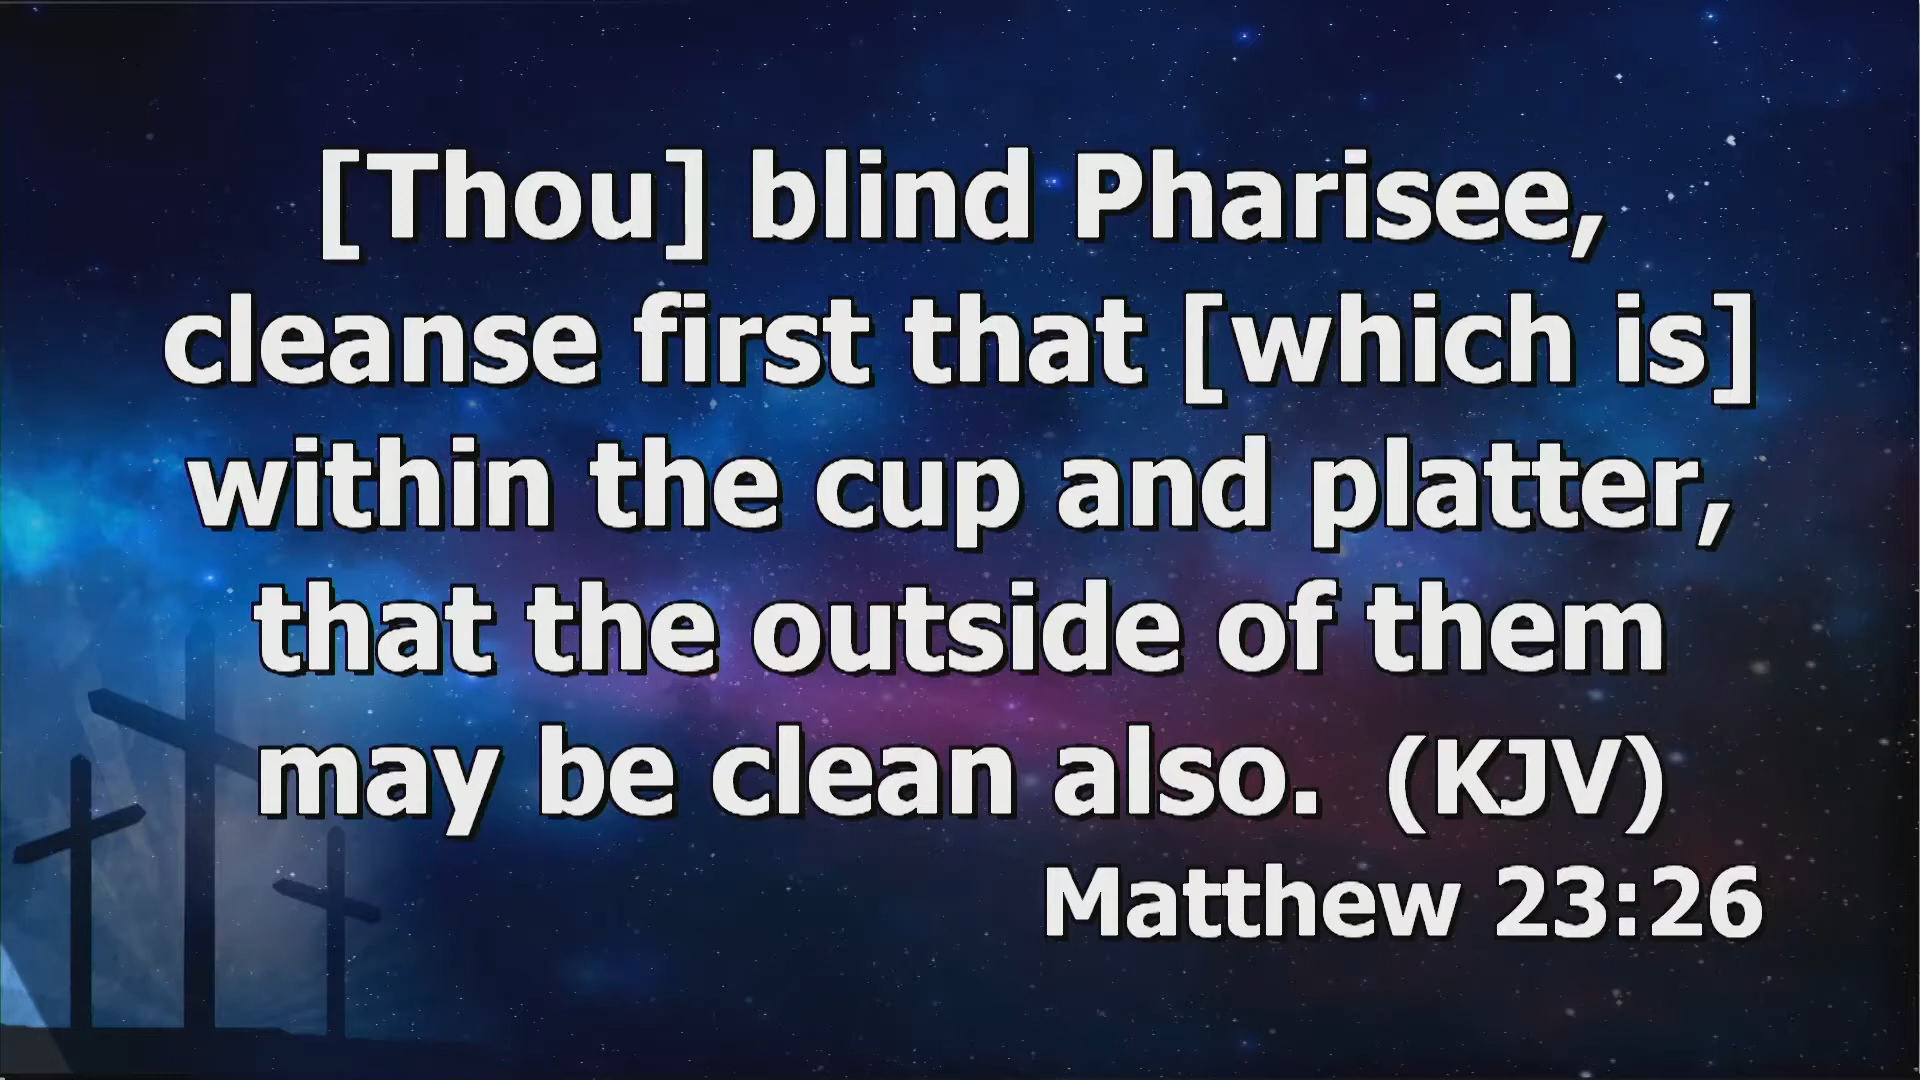 [Thou] blind Pharisee,
cleanse first that [which is]
within the cup and platter,
that the outside of them
may be clean also.  (KJV)
Matthew 23:26